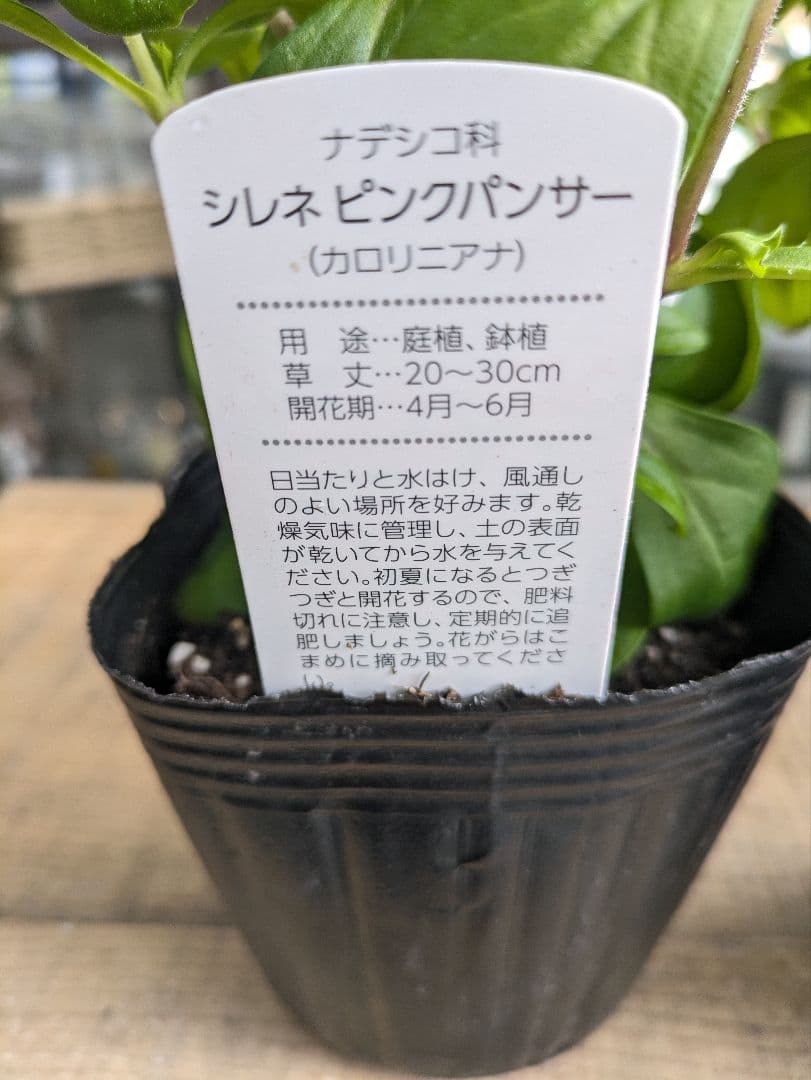 ナデシコ科
シレネ ピンクパンサー
(カロリニアナ)
用　途…庭植、鉢植
草　丈…20～30cm
開花期…4月～6月
日当たりと水はけ、風通し
のよい場所を好みます。乾
燥気味に管理し、土の表面
が乾いてから水を与えてく
ださい。初夏になるとつぎ
つぎと開花するので、肥料
切れに注意し、定期的に追
肥しましょう。花がらはこ
まめに摘み取ってくださ
い。